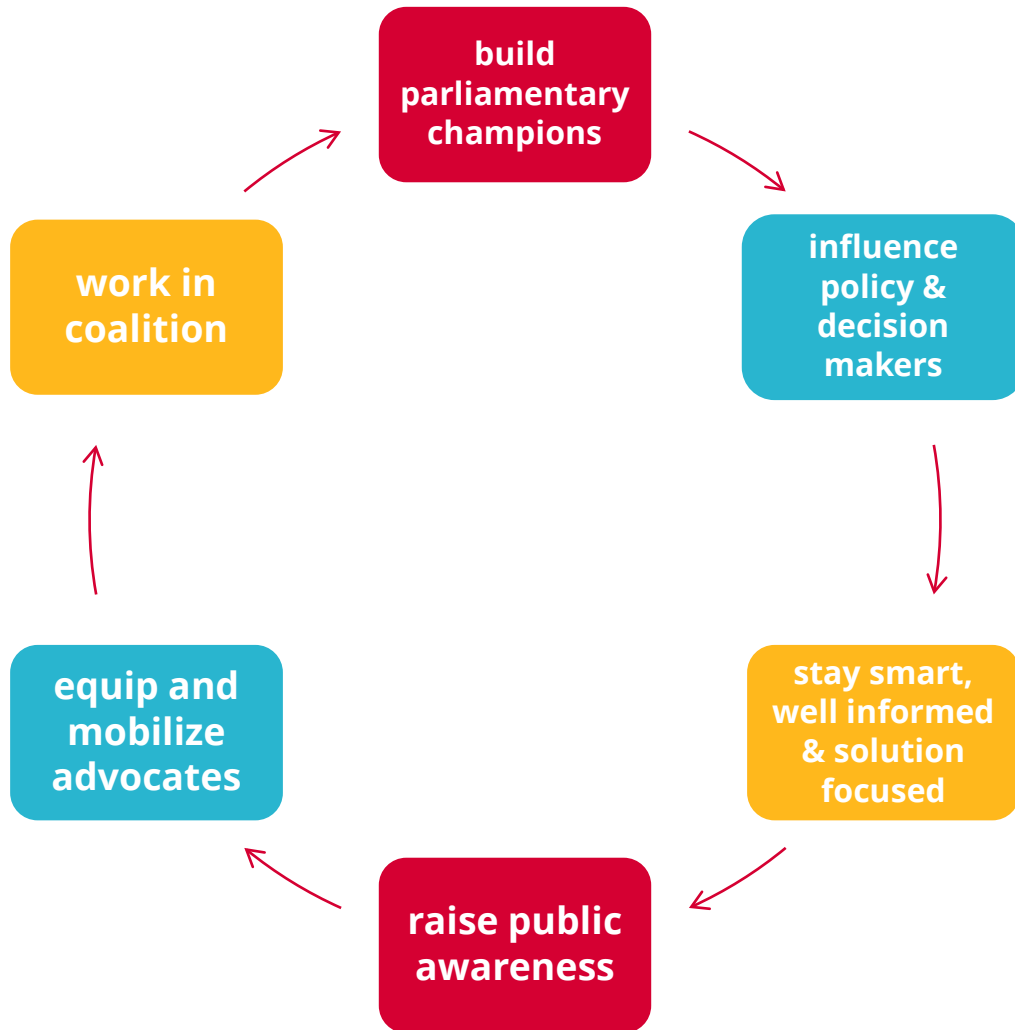 build
parliamentary
champions
influence
policy &
decision
makers
stay smart,
well informed
& solution
focused
raise public
awareness
equip and
mobilize
advocates
work in
coalition